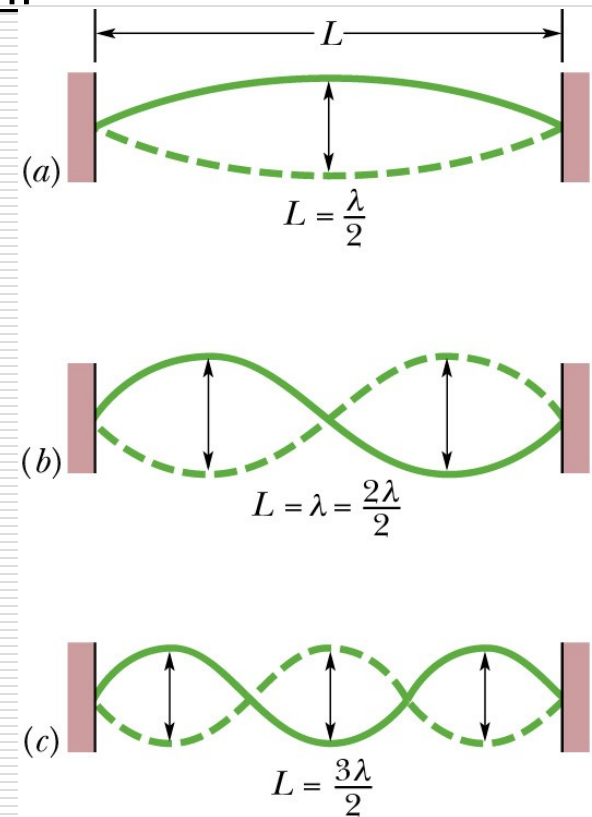 L
(a)
L = λ/2
(b)
L = λ = 2λ/2
(c)
L = 3λ/2